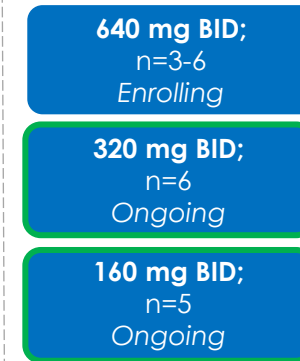 640 mg BID;
n=3-6
Enrolling
320 mg BID;
n=6
Ongoing
160 mg BID;
n=5
Ongoing